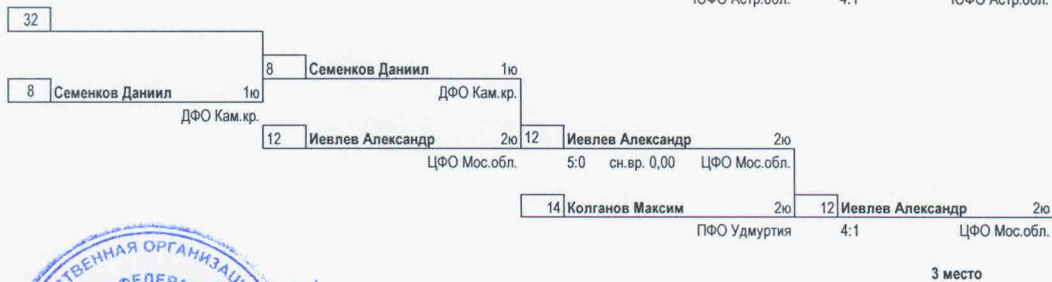 ЮФО Астр.обл. 4:1 ЮФО Астр.обл.
32
8 Семенков Даниил 1ю
8 Семенков Даниил 1ю
ДФО Кам.кр.
ДФО Кам.кр.
12 Иевлев Александр 2ю 12 Иевлев Александр 2ю
ЦФО Мос.обл. 5:0 сн.вр. 0,00 ЦФО Мос.обл.
14 Колганов Максим 2ю 12 Иевлев Александр 2ю
ПФО Удмуртия 4:1 ЦФО Мос.обл.
3 место